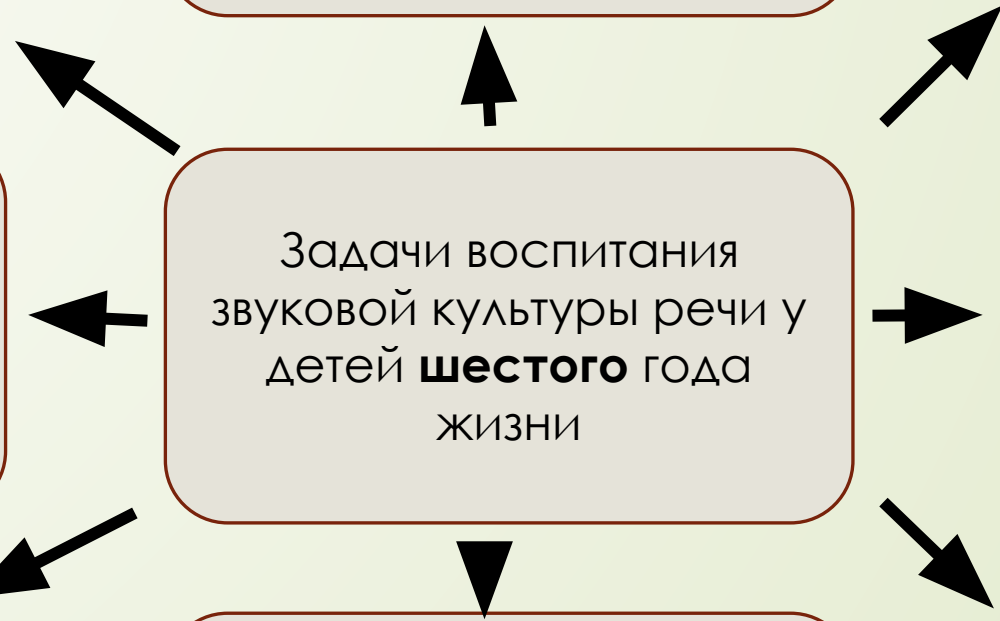 Задачи воспитания
звуковой культуры речи у
детей шестого года
жизни